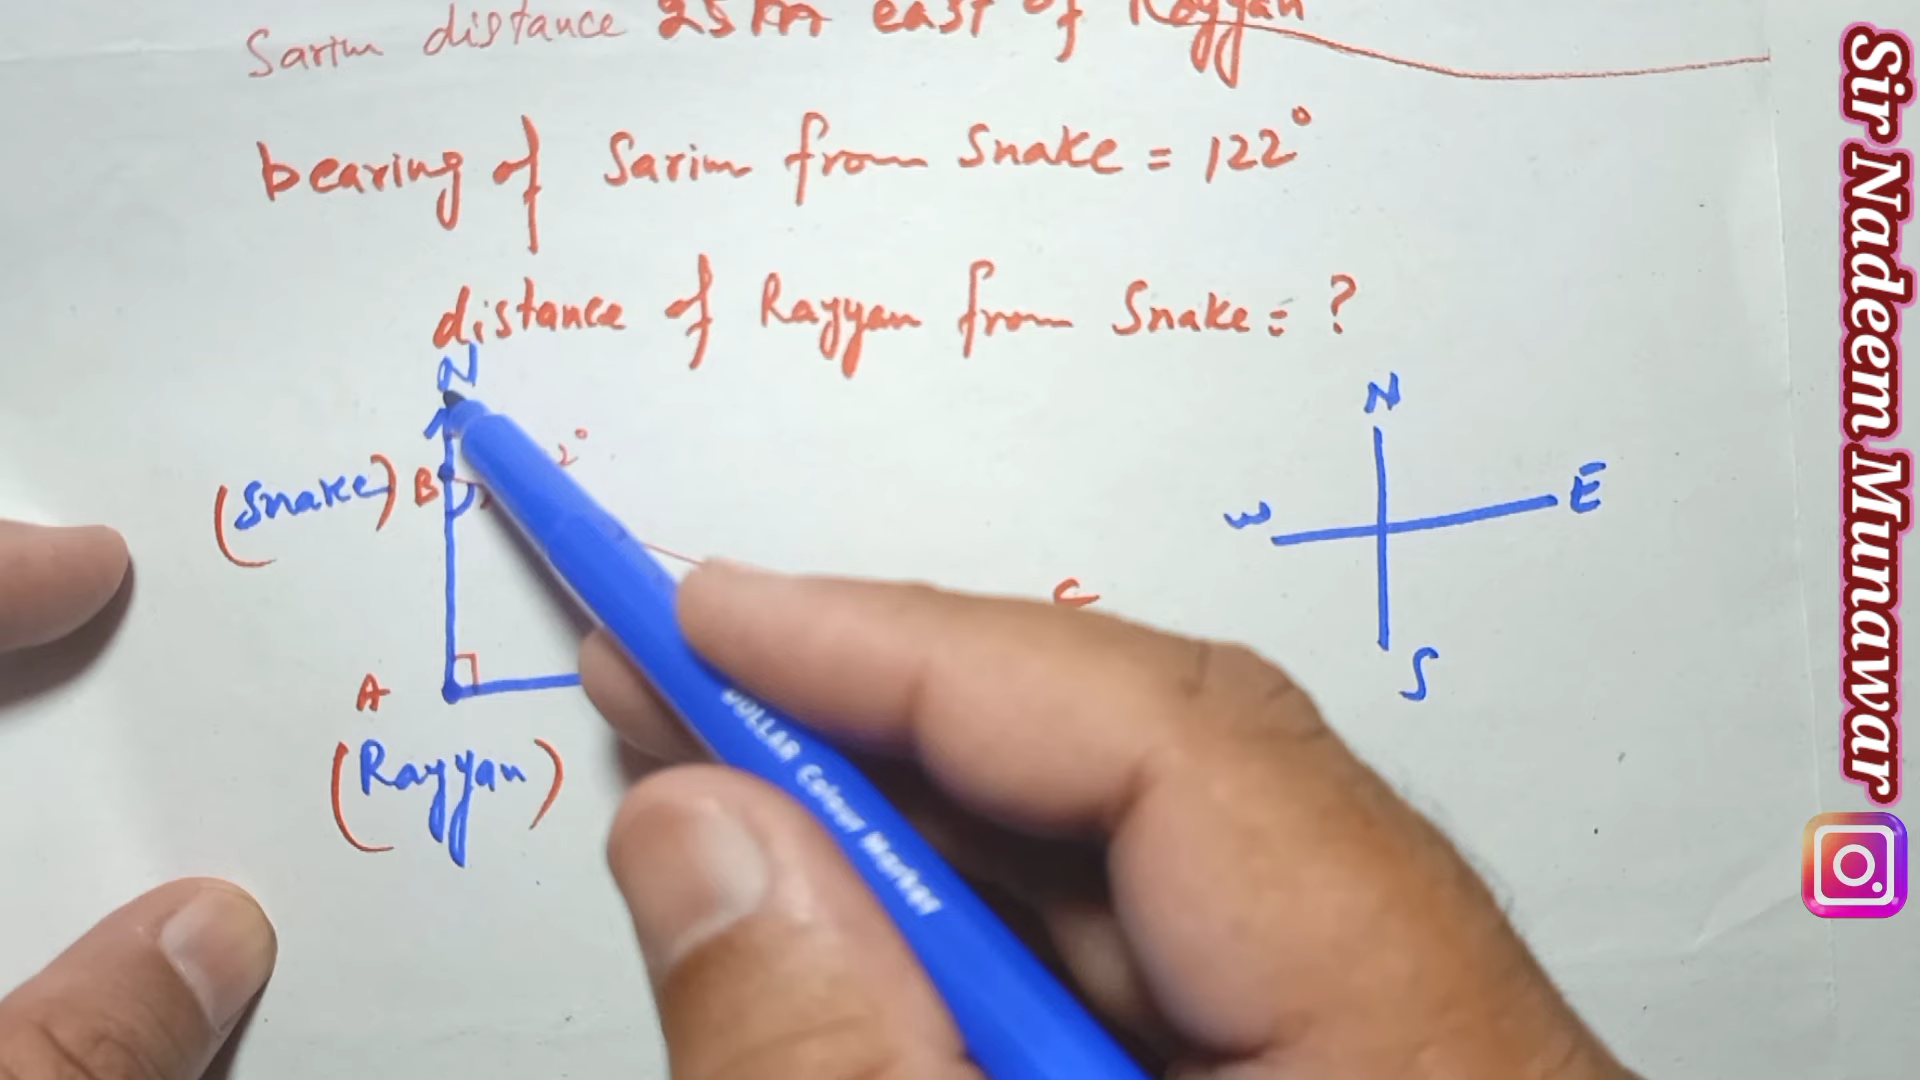 Sarim distance 25 km east of Rayyan
bearing of Sarim from Snake = 122°
distance of Rayyan from Snake = ?
N
(Snake) B
2°
C
A
(Rayyan)
N
W
E
S
DOLLAR Colour Marker
Sir Nadeem Munawar